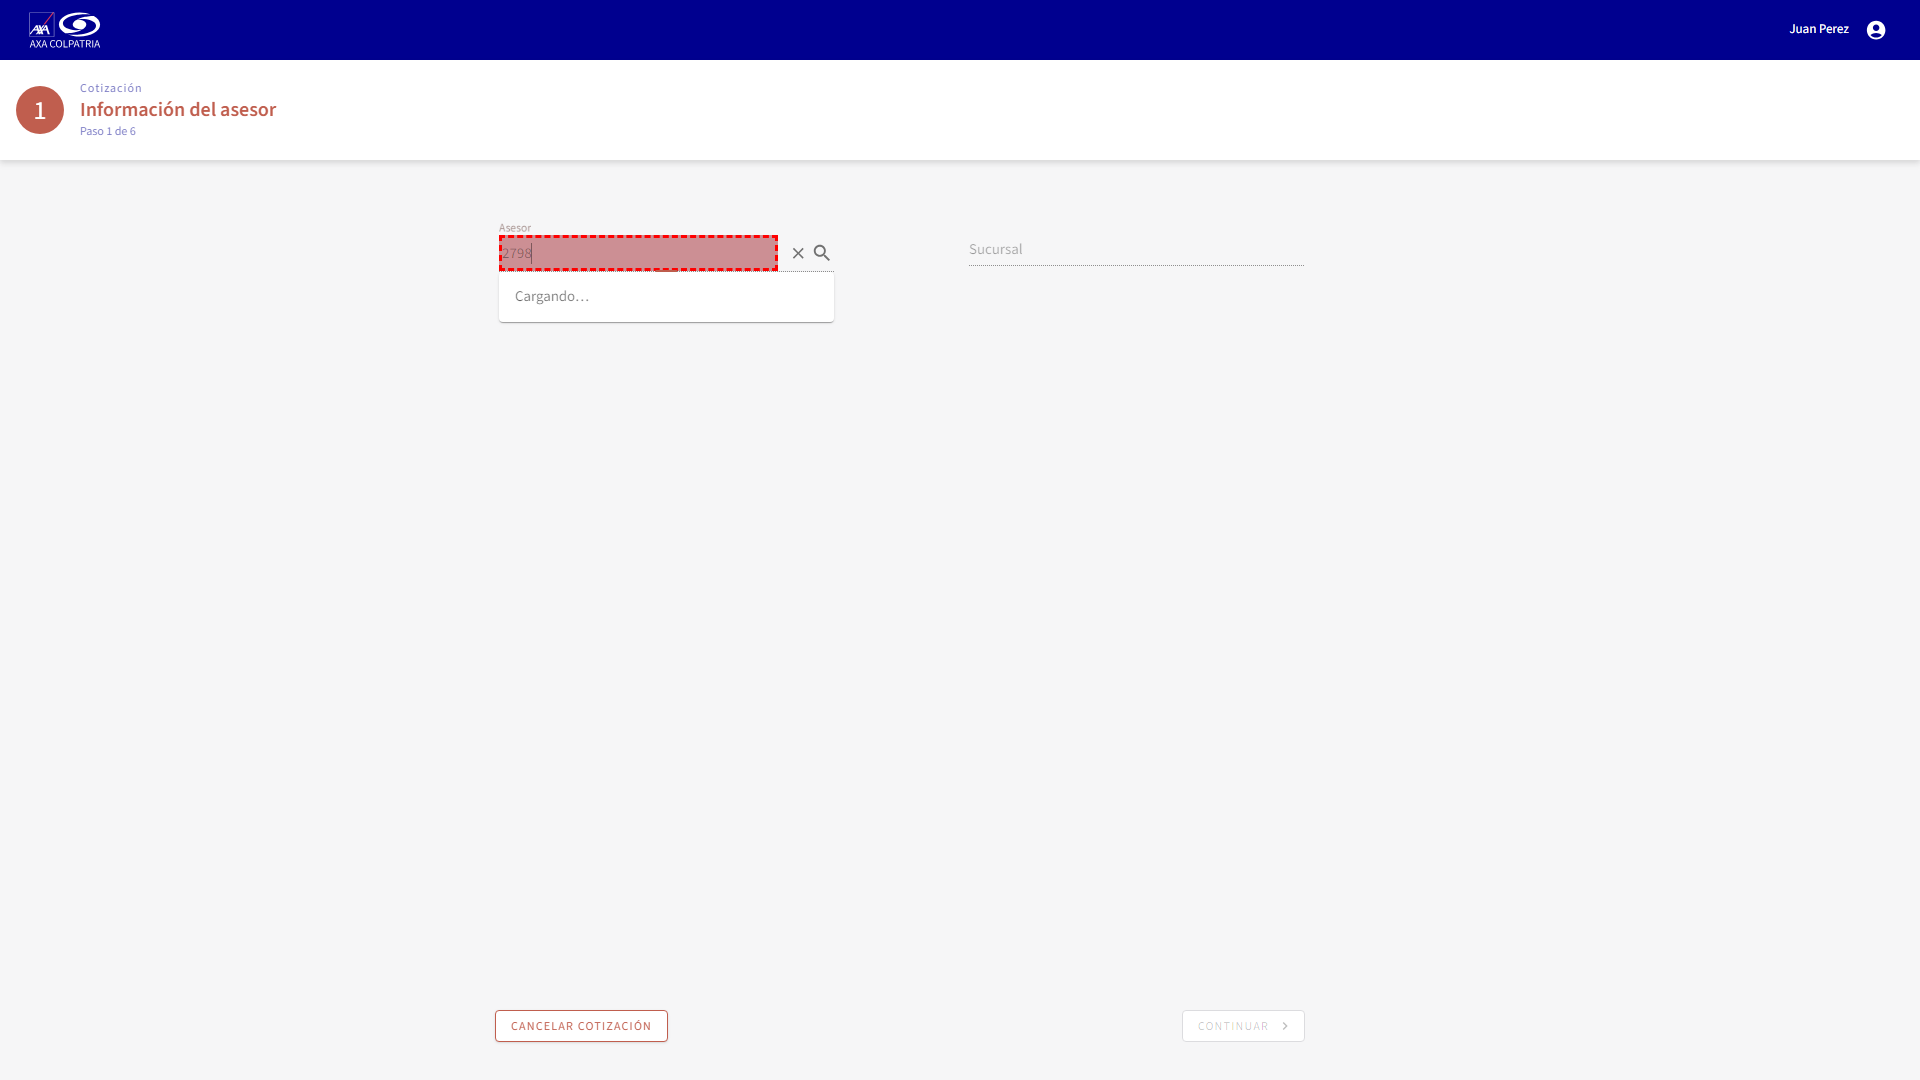 AXA
AXA COLPATRIA
Juan Perez
1
Cotización
Información del asesor
Paso 1 de 6
Asesor
2798
Sucursal
Cargando...
CANCELAR COTIZACIÓN
CONTINUAR